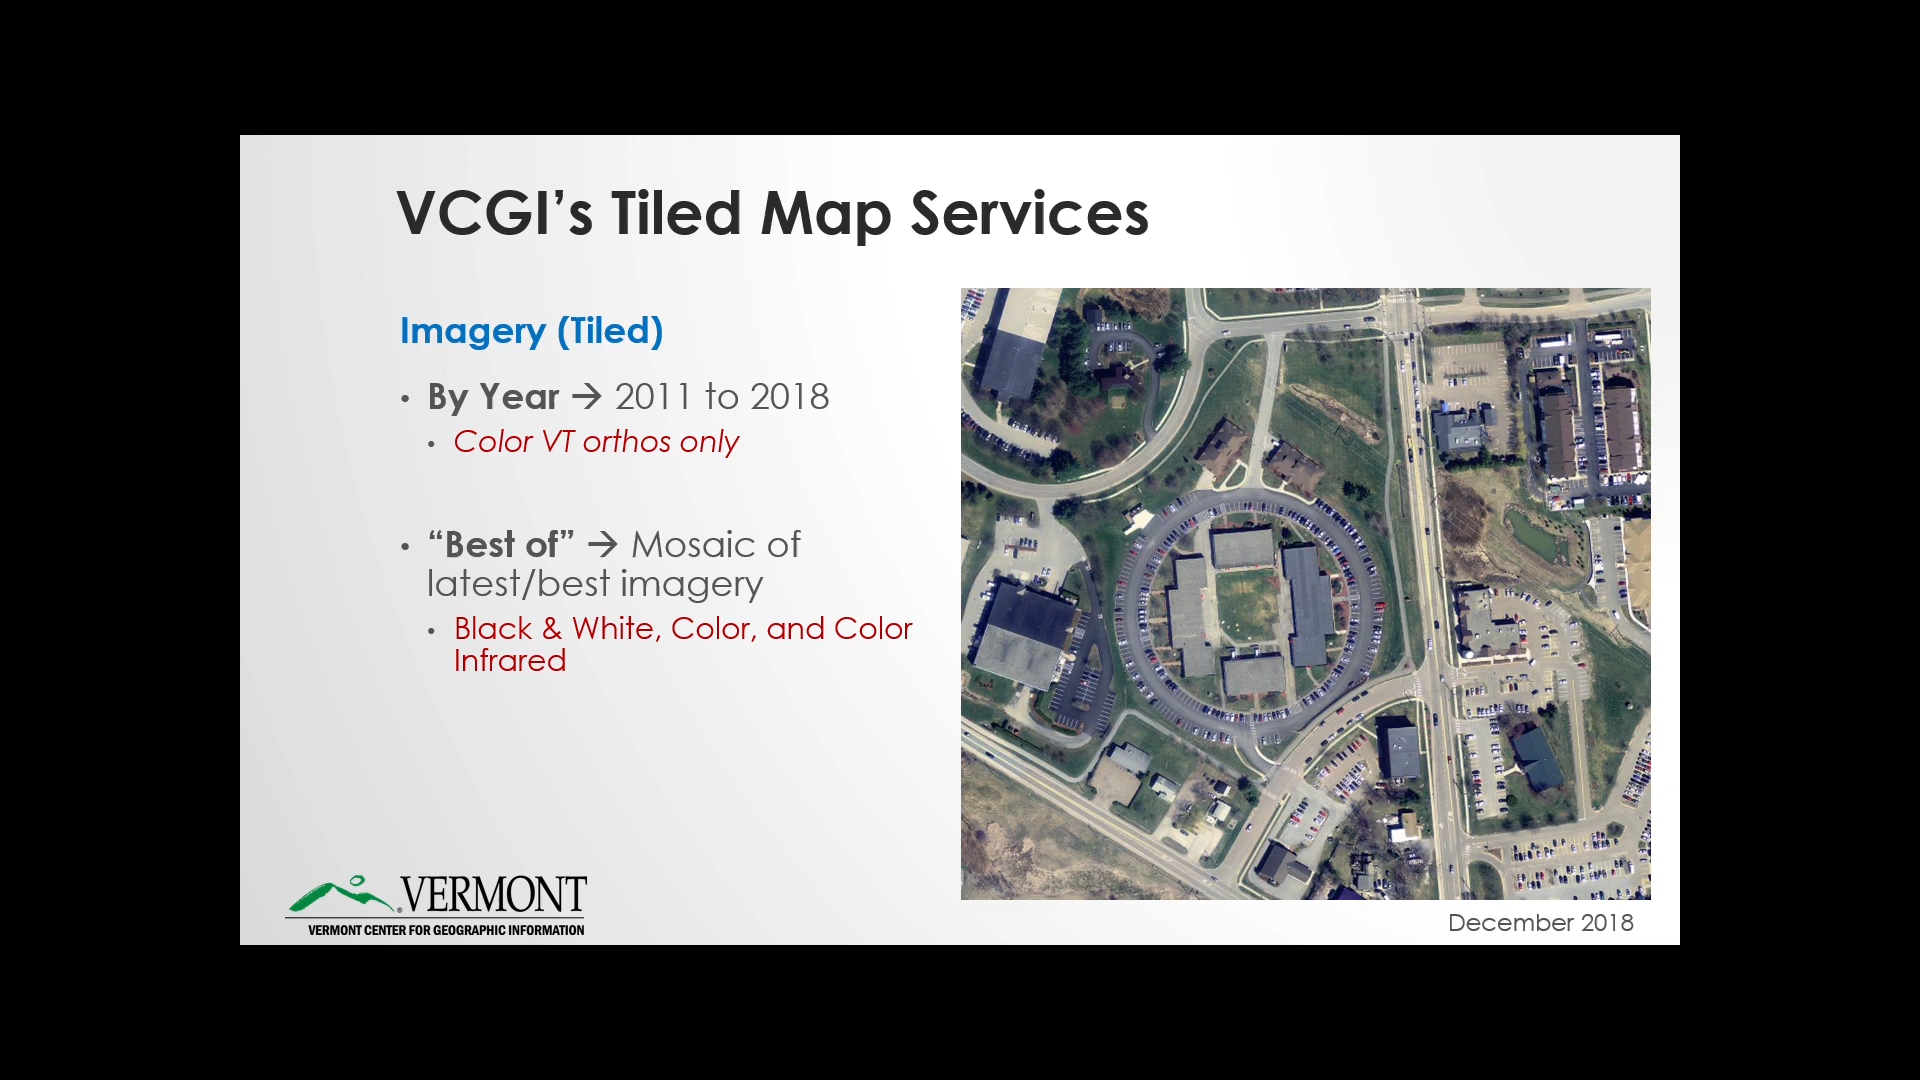 VCGI’s Tiled Map Services
Imagery (Tiled)
• By Year → 2011 to 2018
• Color VT orthos only
• “Best of” → Mosaic of
latest/best imagery
• Black & White, Color, and Color
Infrared
® VERMONT
VERMONT CENTER FOR GEOGRAPHIC INFORMATION
December 2018